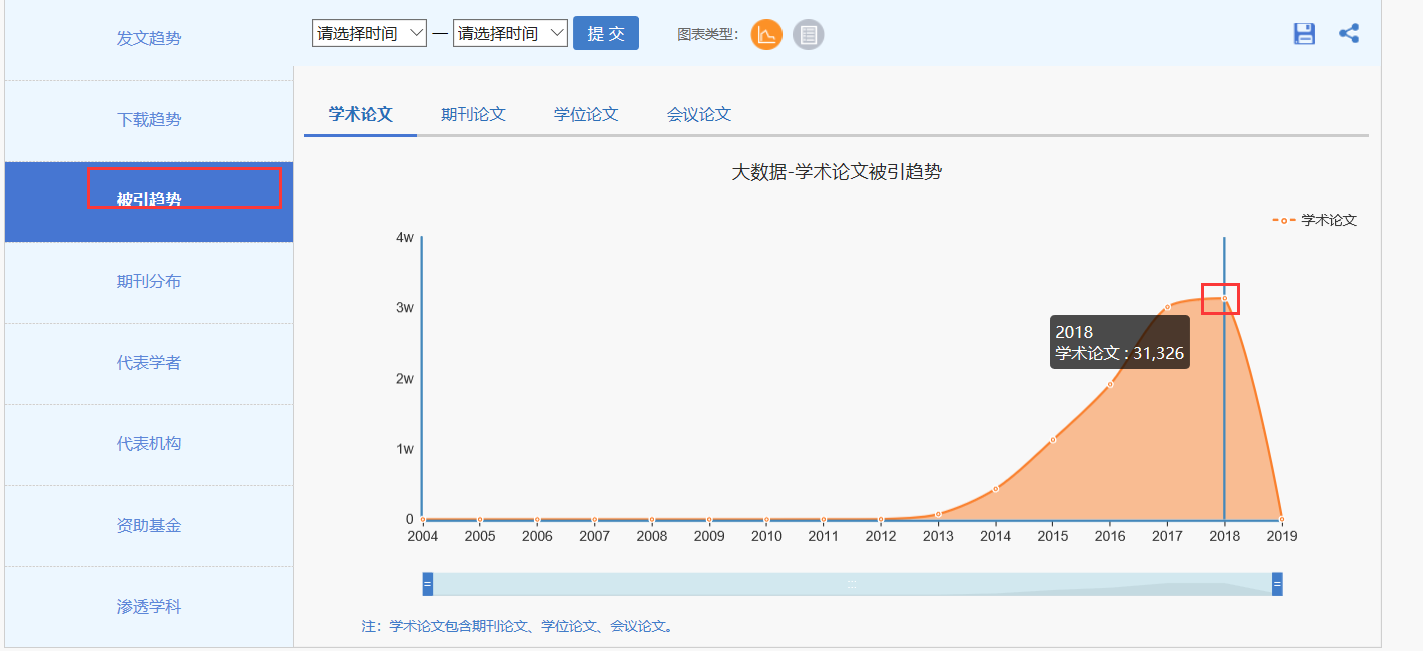 发文趋势
下载趋势
被引趋势
期刊分布
代表学者
代表机构
资助基金
渗透学科
请选择时间 — 请选择时间 提 交 图表类型：
学术论文 期刊论文 学位论文 会议论文
大数据-学术论文被引趋势
学术论文
4w
3w
2w
1w
0
2018
学术论文 : 31,326
2004 2005 2006 2007 2008 2009 2010 2011 2012 2013 2014 2015 2016 2017 2018 2019
注：学术论文包含期刊论文、学位论文、会议论文。